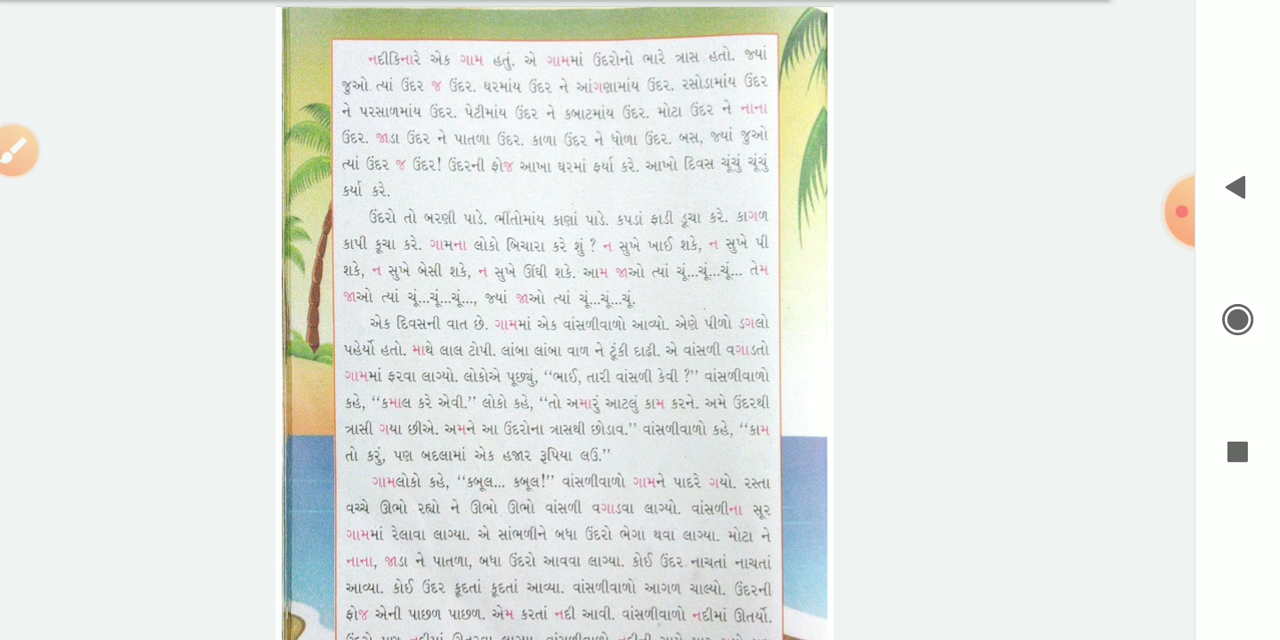 નદીકિનારે એક ગામ હતું. એ ગામમાં ઉંદરોનો ભારે ત્રાસ હતો. જ્યાં
જુઓ ત્યાં ઉંદર જ ઉંદર. ઘરમાંય ઉંદર ને આંગણામાંય ઉંદર. રસોડામાંય ઉંદર
ને પરસાળમાંય ઉંદર. પેટીમાંય ઉંદર ને કબાટમાંય ઉંદર. મોટા ઉંદર ને નાના
ઉંદર. જાડા ઉંદર ને પાતળા ઉંદર. કાળા ઉંદર ને ધોળા ઉંદર. બસ, જ્યાં જુઓ
ત્યાં ઉંદર જ ઉંદર! ઉંદરની ફોજ આખા ઘરમાં ફર્યા કરે. આખો દિવસ ચૂંચું ચૂંચું
કર્યા કરે.
ઉંદરો તો બરણી પાડે. ભીંતોમાંય કાણાં પાડે. કપડાં ફાડી ડૂચા કરે. કાગળ
કાપી કૂચા કરે. ગામના લોકો બિચારા કરે શું ? ન સુખે ખાઈ શકે, ન સુખે પી
શકે, ન સુખે બેસી શકે, ન સુખે ઊંઘી શકે. આમ જાઓ ત્યાં ચૂં...ચૂં...ચૂં... તેમ
જાઓ ત્યાં ચૂં...ચૂં...ચૂં..., જ્યાં જાઓ ત્યાં ચૂં...ચૂં...ચૂં.
એક દિવસની વાત છે. ગામમાં એક વાંસળીવાળો આવ્યો. એણે પીળો ડગલો
પહેર્યો હતો. માથે લાલ ટોપી. લાંબા લાંબા વાળ ને ટૂંકી દાઢી. એ વાંસળી વગાડતો
ગામમાં ફરવા લાગ્યો. લોકોએ પૂછ્યું, “ભાઈ, તારી વાંસળી કેવી ?” વાંસળીવાળો
કહે, “કમાલ કરે એવી.” લોકો કહે, “તો અમારું આટલું કામ કરને. અમે ઉંદરથી
ત્રાસી ગયા છીએ. અમને આ ઉંદરોના ત્રાસથી છોડાવ.” વાંસળીવાળો કહે, “કામ
તો કરું, પણ બદલામાં એક હજાર રૂપિયા લઉં.”
ગામલોકો કહે, “કબૂલ... કબૂલ!” વાંસળીવાળો ગામને પાદરે ગયો. રસ્તા
વચ્ચે ઊભો રહ્યો ને ઊભો ઊભો વાંસળી વગાડવા લાગ્યો. વાંસળીના સૂર
ગામમાં રેલાવા લાગ્યા. એ સાંભળીને બધા ઉંદરો ભેગા થવા લાગ્યા. મોટા ને
નાના, જાડા ને પાતળા, બધા ઉંદરો આવવા લાગ્યા. કોઈ ઉંદર નાચતાં નાચતાં
આવ્યા. કોઈ ઉંદર કૂદતાં કૂદતાં આવ્યા. વાંસળીવાળો આગળ ચાલ્યો. ઉંદરની
ફોજ એની પાછળ પાછળ. એમ કરતાં નદી આવી. વાંસળીવાળો નદીમાં ઊતર્યો.